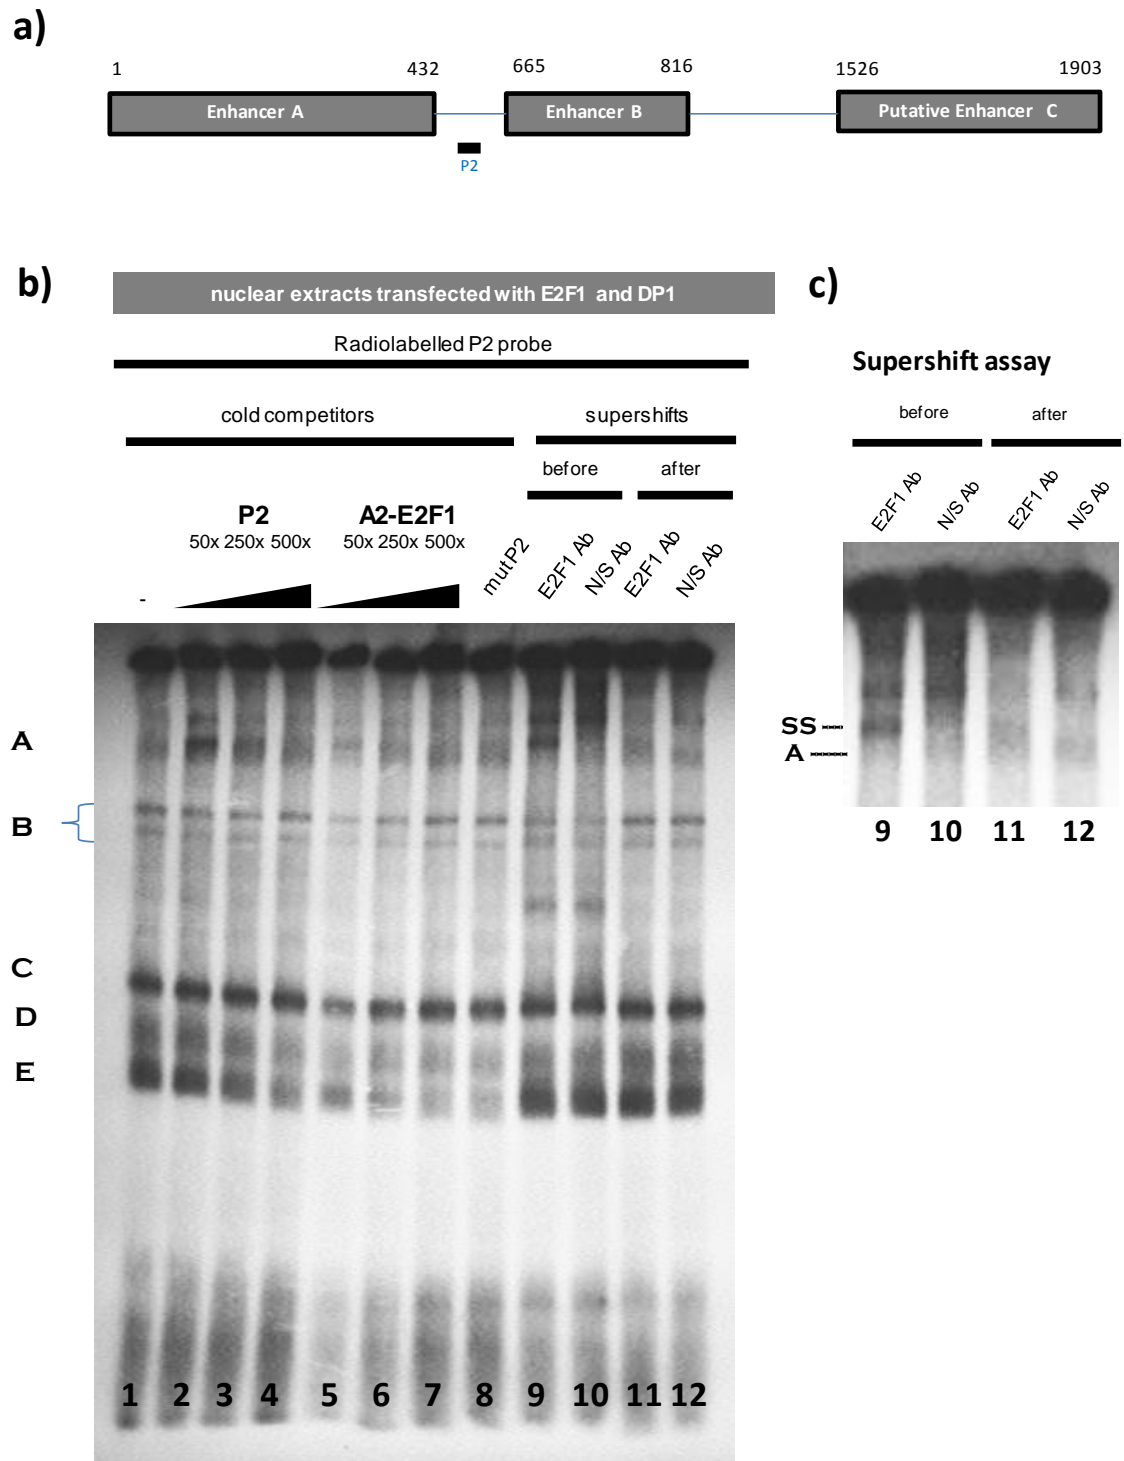 a)
1 432 665 816 1526 1903
Enhancer A Enhancer B Putative Enhancer C
P2
b)
nuclear extracts transfected with E2F1 and DP1
Radiolabelled P2 probe
cold competitors supershifts
before after
P2 A2-E2F1
50x 250x 500x 50x 250x 500x
- mut P2 E2F1 Ab N/S Ab E2F1 Ab N/S Ab
A
B
C
D
E
1 2 3 4 5 6 7 8 9 10 11 12
c)
Supershift assay
before after
E2F1 Ab N/S Ab E2F1 Ab N/S Ab
SS
A
9 10 11 12